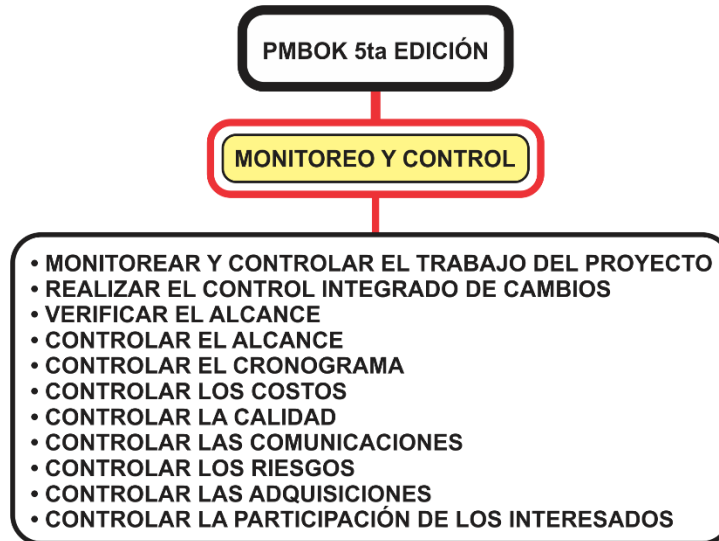 PMBOK 5ta EDICIÓN
MONITOREO Y CONTROL
• MONITOREAR Y CONTROLAR EL TRABAJO DEL PROYECTO
• REALIZAR EL CONTROL INTEGRADO DE CAMBIOS
• VERIFICAR EL ALCANCE
• CONTROLAR EL ALCANCE
• CONTROLAR EL CRONOGRAMA
• CONTROLAR LOS COSTOS
• CONTROLAR LA CALIDAD
• CONTROLAR LAS COMUNICACIONES
• CONTROLAR LOS RIESGOS
• CONTROLAR LAS ADQUISICIONES
• CONTROLAR LA PARTICIPACIÓN DE LOS INTERESADOS